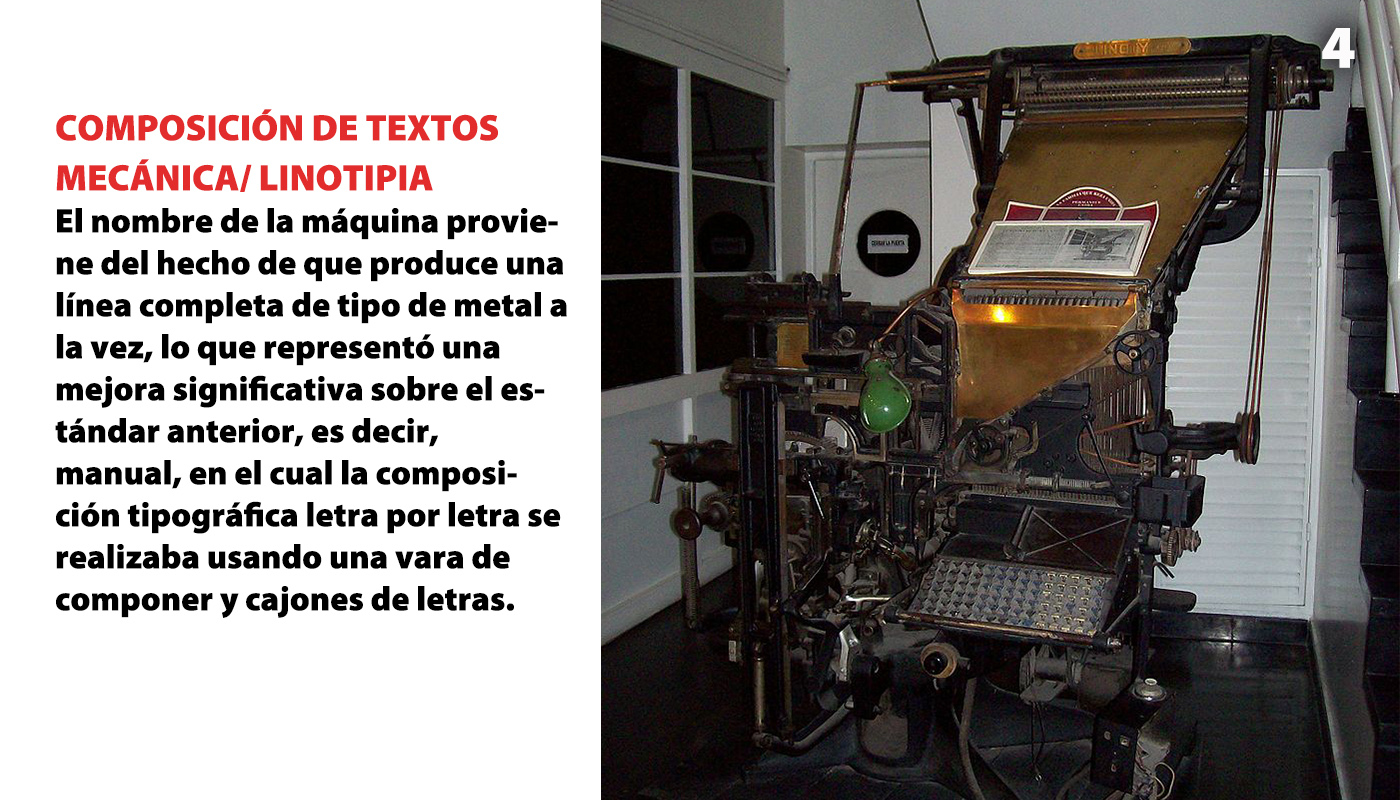 COMPOSICIÓN DE TEXTOS
MECÁNICA/ LINOTIPIA
El nombre de la máquina provie-
ne del hecho de que produce una
línea completa de tipo de metal a
la vez, lo que representó una
mejora significativa sobre el es-
tándar anterior, es decir,
manual, en el cual la composi-
ción tipográfica letra por letra se
realizaba usando una vara de
componer y cajones de letras.
4
CERRAR LA PUERTA